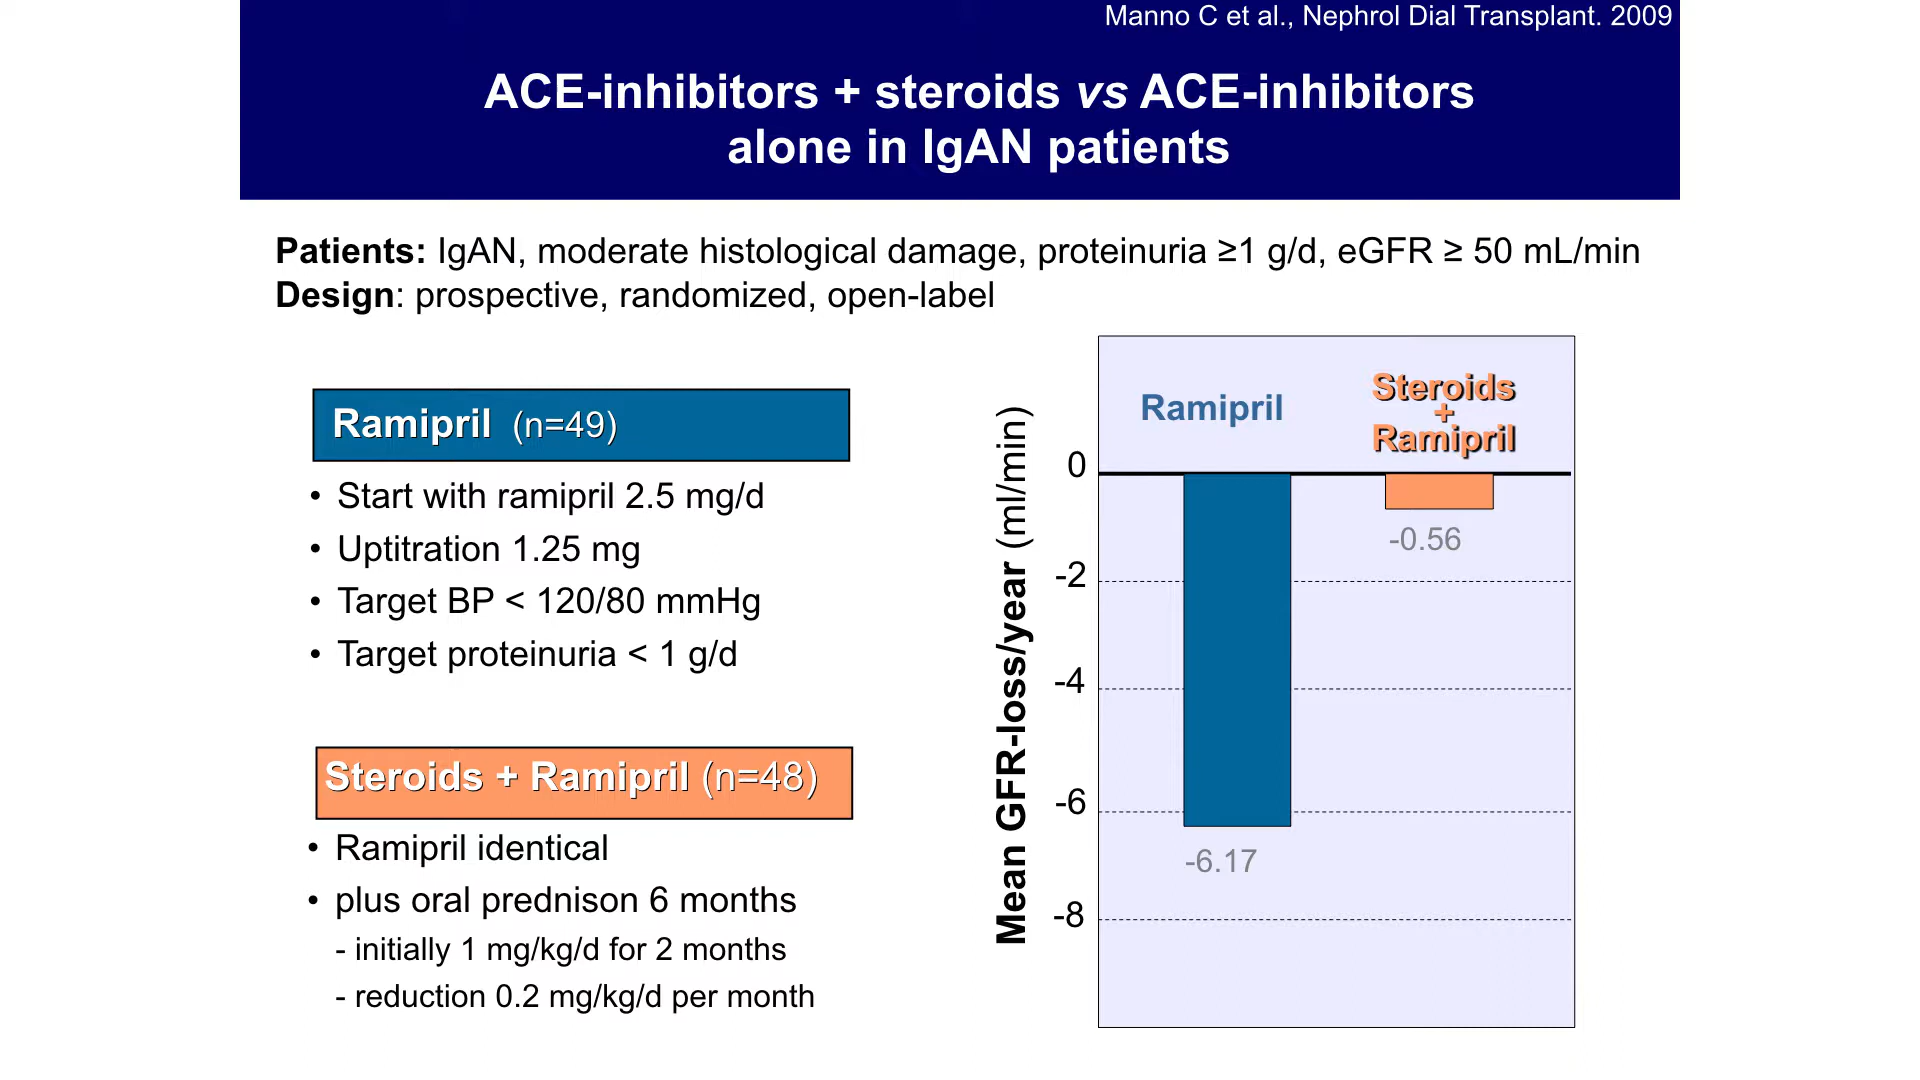 Manno C et al., Nephrol Dial Transplant. 2009
ACE-inhibitors + steroids vs ACE-inhibitors
alone in IgAN patients
Patients: IgAN, moderate histological damage, proteinuria ≥1 g/d, eGFR ≥ 50 mL/min
Design: prospective, randomized, open-label
Ramipril (n=49)
• Start with ramipril 2.5 mg/d
• Uptitration 1.25 mg
• Target BP < 120/80 mmHg
• Target proteinuria < 1 g/d
Steroids + Ramipril (n=48)
• Ramipril identical
• plus oral prednison 6 months
- initially 1 mg/kg/d for 2 months
- reduction 0.2 mg/kg/d per month
Mean GFR-loss/year (ml/min)
Ramipril
Steroids
+
Ramipril
0
-2
-4
-6
-8
-0.56
-6.17